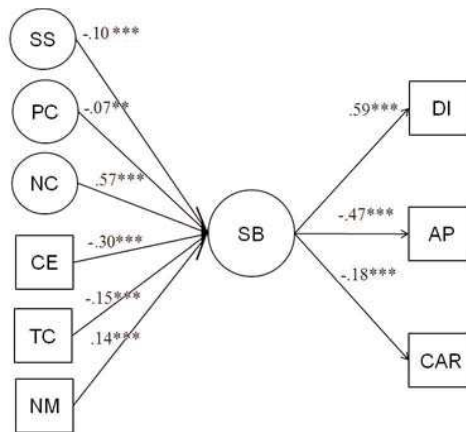 SS
-.10***
PC
-.07**
NC
.57***
CE
-.30***
TC
-.15***
NM
.14***
SB
.59***
DI
-.47***
AP
-.18***
CAR